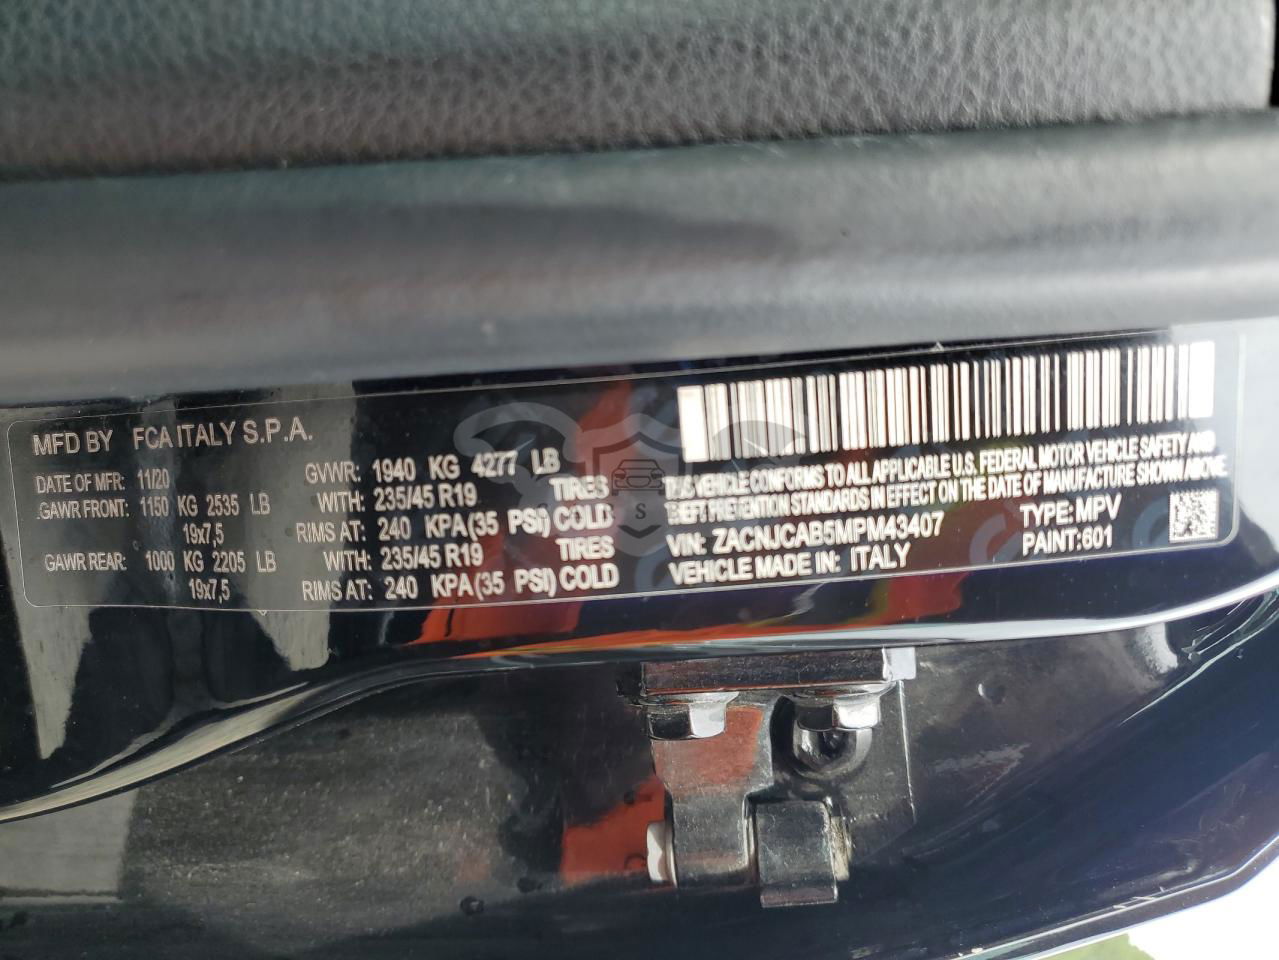 MFD BY FCA ITALY S.P.A.
DATE OF MFR: 11/20 GVWR: 1940 KG 4277 LB
GAWR FRONT: 1150 KG 2535 LB WITH: 235/45 R19 TIRES
19x7,5 RIMS AT: 240 KPA(35 PSI) COLD
GAWR REAR: 1000 KG 2205 LB WITH: 235/45 R19 TIRES
19x7,5 RIMS AT: 240 KPA(35 PSI) COLD
THIS VEHICLE CONFORMS TO ALL APPLICABLE U.S. FEDERAL MOTOR VEHICLE SAFETY AND
THEFT PREVENTION STANDARDS IN EFFECT ON THE DATE OF MANUFACTURE SHOWN ABOVE
VIN: ZACNJCAB5MPM43407 TYPE: MPV
VEHICLE MADE IN: ITALY PAINT:601
S